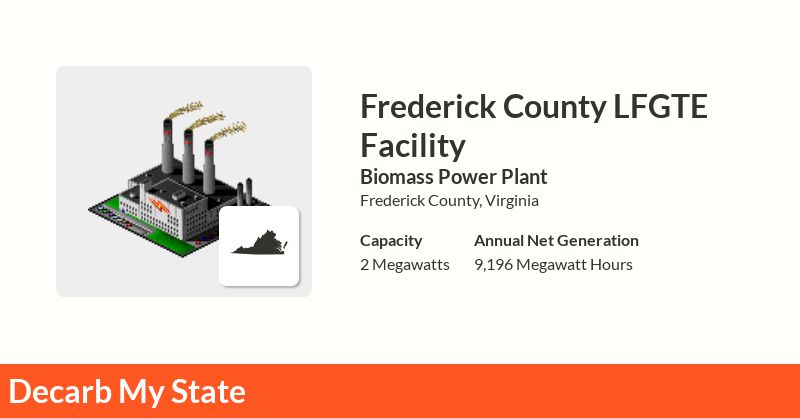 Frederick County LFGTE
Facility
Biomass Power Plant
Frederick County, Virginia
Capacity
2 Megawatts
Annual Net Generation
9,196 Megawatt Hours
Decarb My State